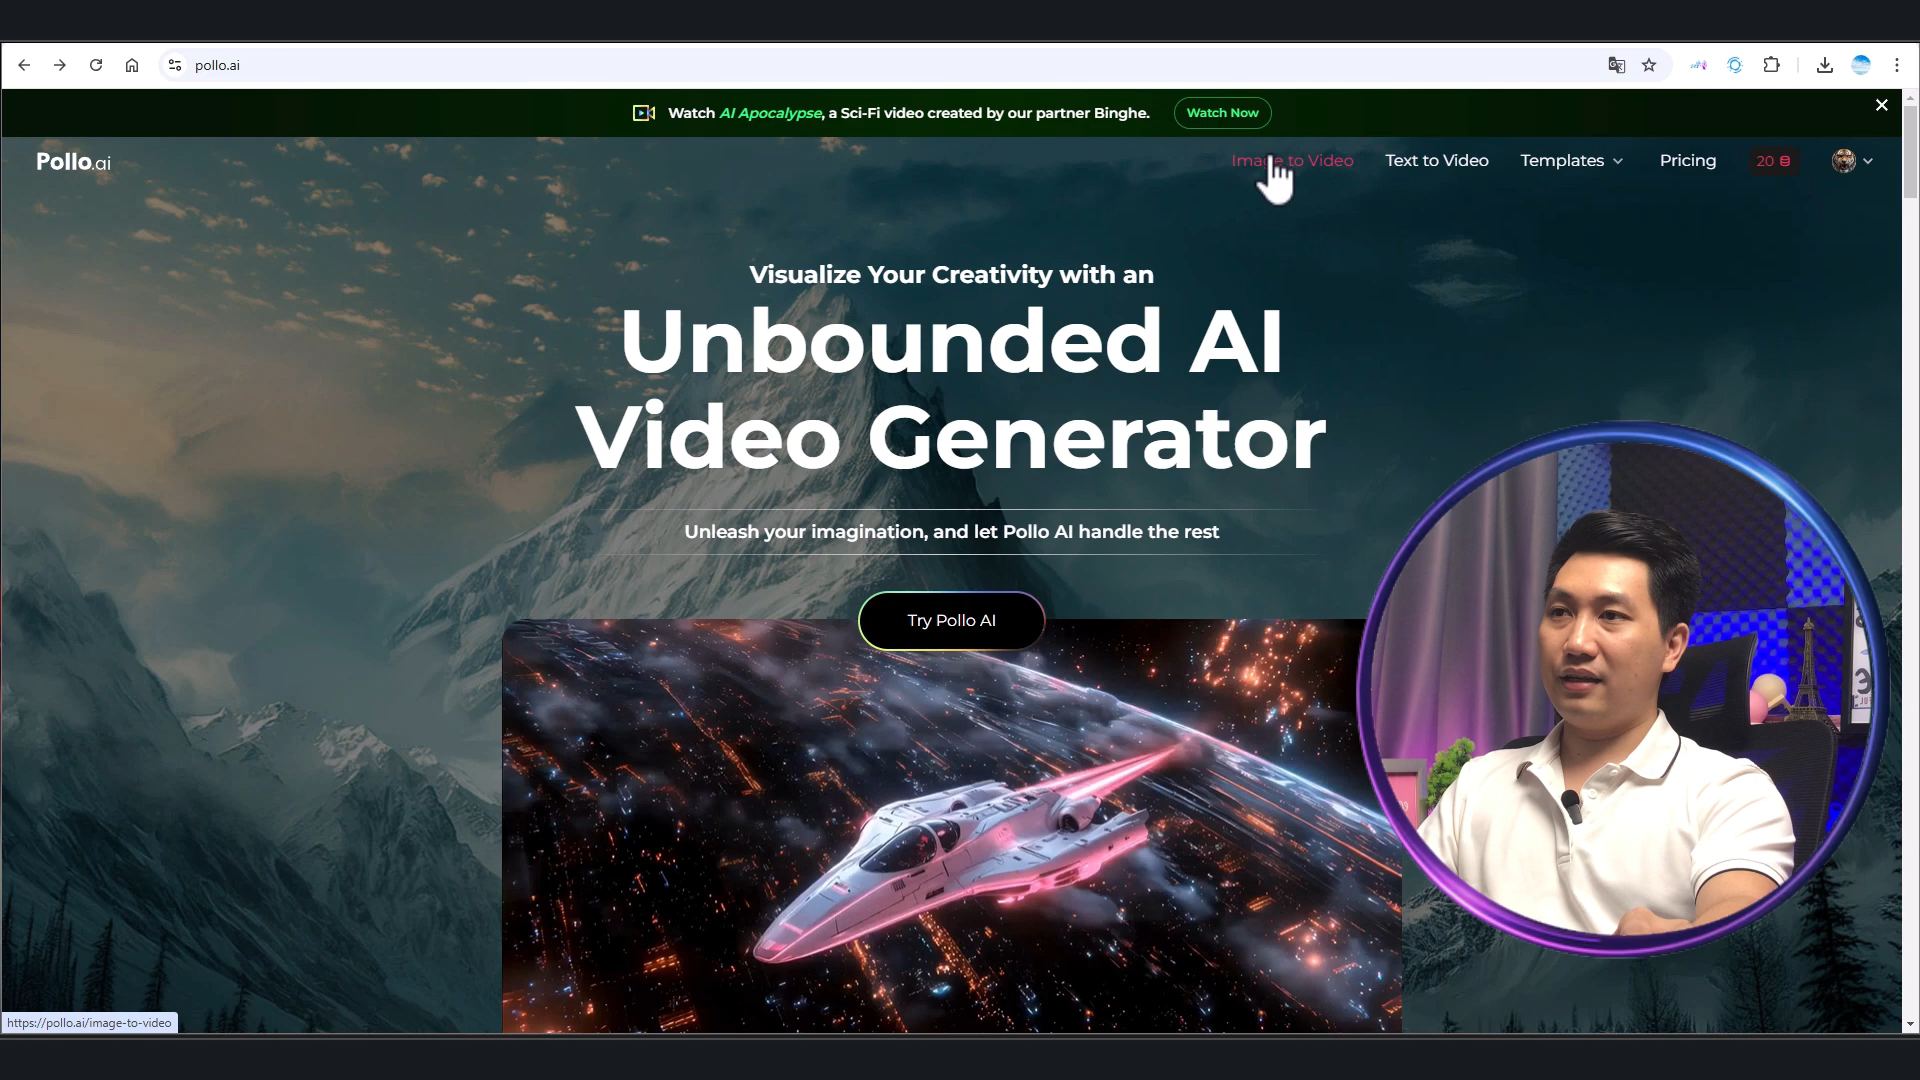 pollo.ai
Watch AI Apocalypse, a Sci-Fi video created by our partner Binghe. Watch Now
Pollo.ai
Image to Video Text to Video Templates Pricing 20
Visualize Your Creativity with an
Unbounded AI
Video Generator
Unleash your imagination, and let Pollo AI handle the rest
Try Pollo AI
https://pollo.ai/image-to-video